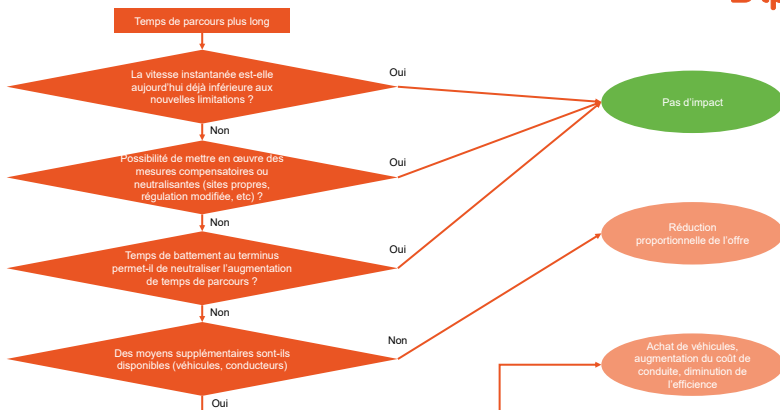 Temps de parcours plus long
La vitesse instantanée est-elle
aujourd'hui déjà inférieure aux
nouvelles limitations ?
Oui
Pas d'impact
Non
Possibilité de mettre en œuvre des
mesures compensatoires ou
neutralisantes (sites propres,
régulation modifiée, etc) ?
Oui
Non
Réduction
proportionnelle de l'offre
Temps de battement au terminus
permet-il de neutraliser l'augmentation
de temps de parcours ?
Oui
Non
Des moyens supplémentaires sont-ils
disponibles (véhicules, conducteurs)
Non
Achat de véhicules,
augmentation du coût de
conduite, diminution de
l'efficience
Oui